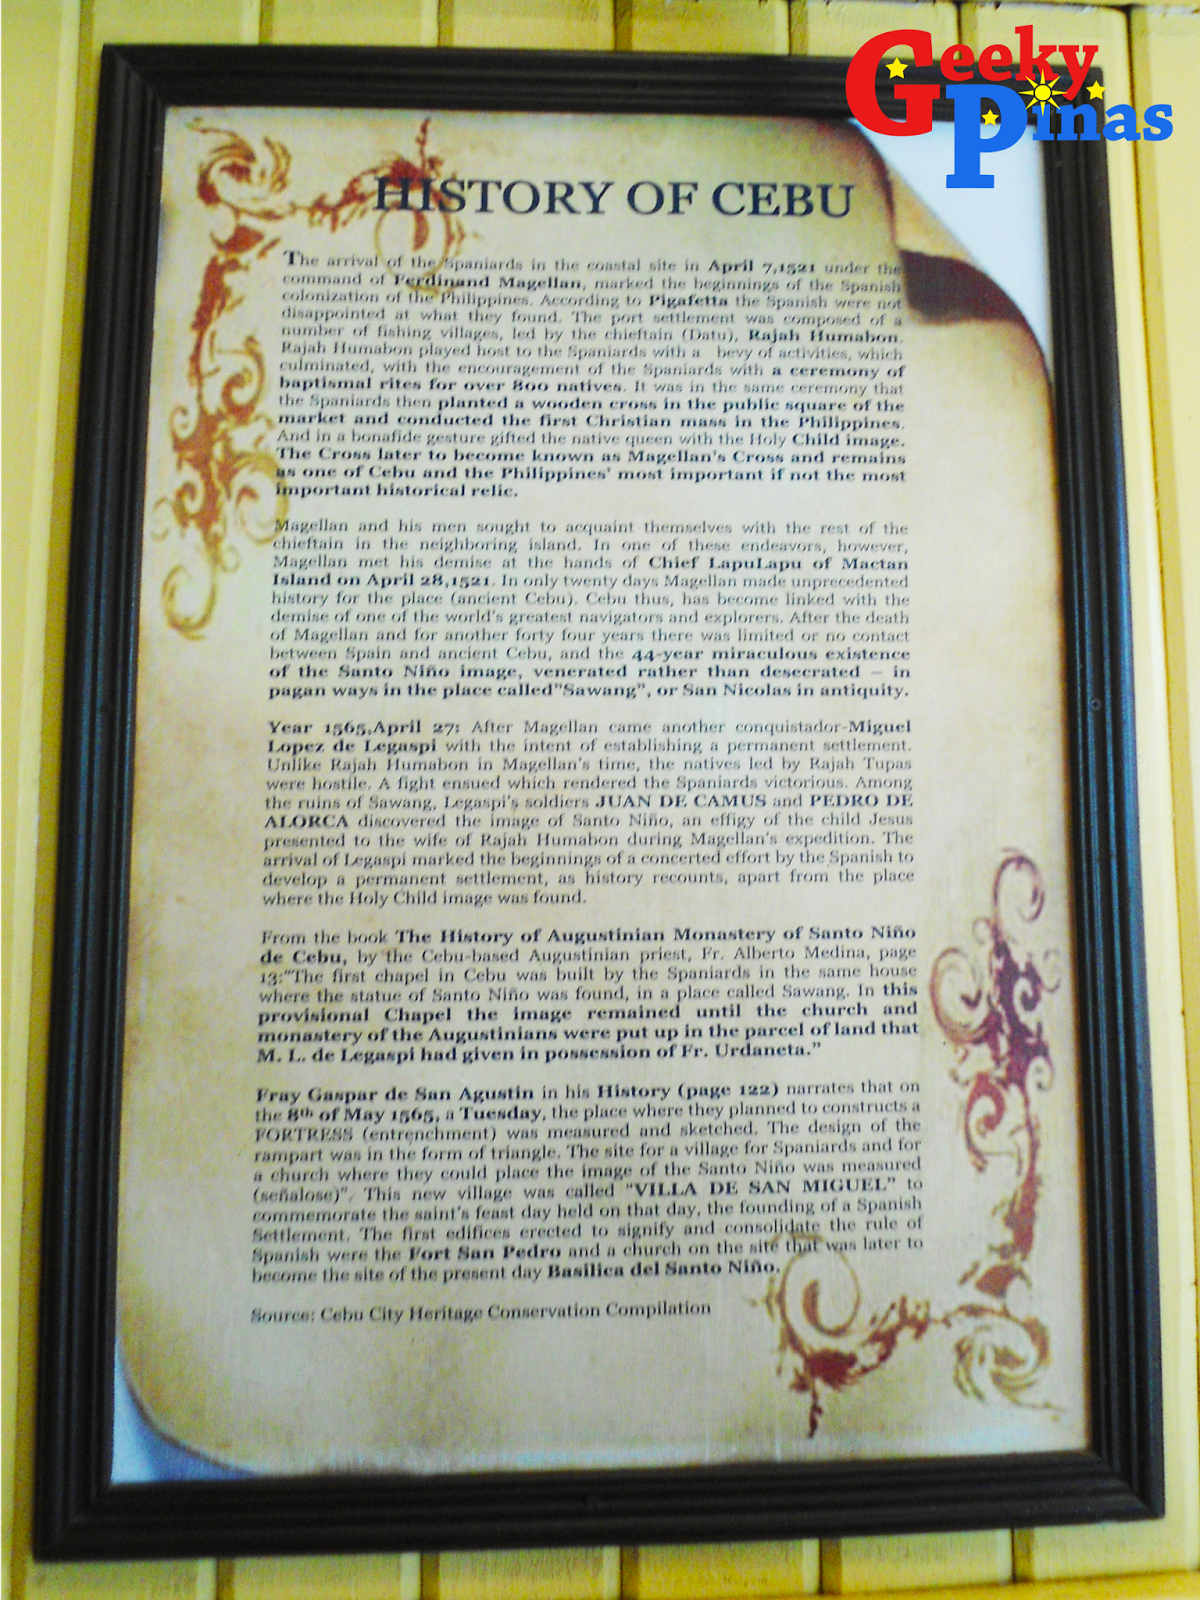 Geeky
Pinas
HISTORY OF CEBU
The arrival of the Spaniards in the coastal site in April 7,1521 under the
command of Ferdinand Magellan, marked the beginnings of the Spanish
colonization of the Philippines. According to Pigafetta the Spanish were not
disappointed at what they found. The port settlement was composed of a
number of fishing villages, led by the chieftain (Datu), Rajah Humabon.
Rajah Humabon played host to the Spaniards with a bevy of activities, which
culminated, with the encouragement of the Spaniards with a ceremony of
baptismal rites for over 800 natives. It was in the same ceremony that
the Spaniards then planted a wooden cross in the public square of the
market and conducted the first Christian mass in the Philippines.
And in a bonafide gesture gifted the native queen with the Holy Child image.
The Cross later to become known as Magellan's Cross and remains
as one of Cebu and the Philippines' most important if not the most
important historical relic.
Magellan and his men sought to acquaint themselves with the rest of the
chieftain in the neighboring island. In one of these endeavors, however,
Magellan met his demise at the hands of Chief LapuLapu of Mactan
Island on April 28,1521. In only twenty days Magellan made unprecedented
history for the place (ancient Cebu). Cebu thus, has become linked with the
demise of one of the world's greatest navigators and explorers. After the death
of Magellan and for another forty four years there was limited or no contact
between Spain and ancient Cebu, and the 44-year miraculous existence
of the Santo Niño image, venerated rather than desecrated – in
pagan ways in the place called"Sawang", or San Nicolas in antiquity.
Year 1565,April 27: After Magellan came another conquistador-Miguel
Lopez de Legaspi with the intent of establishing a permanent settlement.
Unlike Rajah Humabon in Magellan's time, the natives led by Rajah Tupas
were hostile. A fight ensued which rendered the Spaniards victorious. Among
the ruins of Sawang, Legaspi's soldiers JUAN DE CAMUS and PEDRO DE
ALORCA discovered the image of Santo Niño, an effigy of the child Jesus
presented to the wife of Rajah Humabon during Magellan's expedition. The
arrival of Legaspi marked the beginnings of a concerted effort by the Spanish to
develop a permanent settlement, as history recounts, apart from the place
where the Holy Child image was found.
From the book The History of Augustinian Monastery of Santo Niño
de Cebu, by the Cebu-based Augustinian priest, Fr. Alberto Medina, page
13:"The first chapel in Cebu was built by the Spaniards in the same house
where the statue of Santo Niño was found, in a place called Sawang. In this
provisional Chapel the image remained until the church and
monastery of the Augustinians were put up in the parcel of land that
M. L. de Legaspi had given in possession of Fr. Urdaneta."
Fray Gaspar de San Agustin in his History (page 122) narrates that on
the 8th of May 1565, a Tuesday, the place where they planned to constructs a
FORTRESS (entrenchment) was measured and sketched. The design of the
rampart was in the form of triangle. The site for a village for Spaniards and for
a church where they could place the image of the Santo Niño was measured
(señalose)". This new village was called "VILLA DE SAN MIGUEL" to
commemorate the saint's feast day held on that day, the founding of a Spanish
Settlement. The first edifices erected to signify and consolidate the rule of
Spanish were the Fort San Pedro and a church on the site that was later to
become the site of the present day Basilica del Santo Niño.
Source: Cebu City Heritage Conservation Compilation